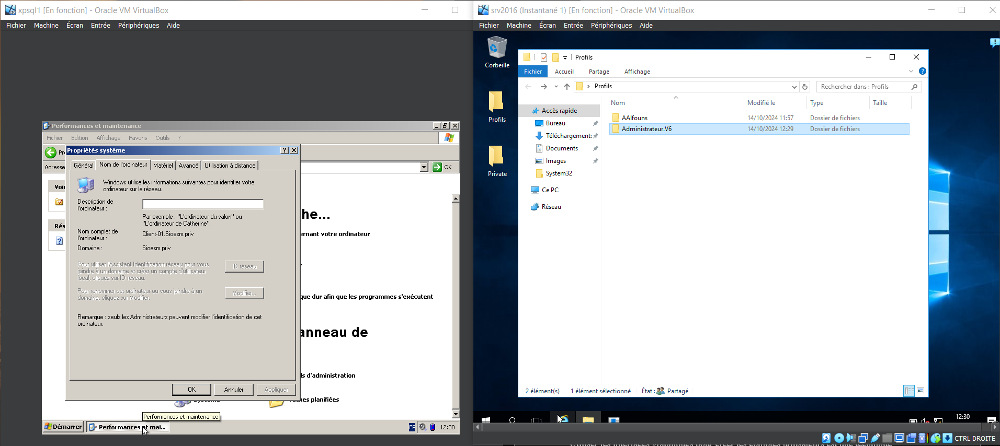 xpsql1 [En fonction] - Oracle VM VirtualBox
Fichier Machine Écran Entrée Périphériques Aide
Performances et maintenance
Fichier Edition Affichage Favoris Outils ?
Propriétés système
Adresse
OK
Général Nom de l'ordinateur Matériel Avancé Utilisation à distance
Windows utilise les informations suivantes pour identifier votre
ordinateur sur le réseau.
Description de
l'ordinateur :
Par exemple : "L'ordinateur du salon" ou
"L'ordinateur de Catherine".
Nom complet de
l'ordinateur :
Client-01.Sioesm.priv
Domaine :
Sioesm.priv
Pour utiliser l'Assistant Identification réseau pour vous
joindre à un domaine et créer un compte d'utilisateur
local, cliquez sur ID réseau.
ID réseau
Pour renommer cet ordinateur ou vous joindre à un
domaine, cliquez sur Modifier.
Modifier...
Remarque : seuls les Administrateurs peuvent modifier l'identification de cet
ordinateur.
OK Annuler Appliquer
Voir
Rés
he...
ernant votre ordinateur
que dur afin que les programmes s'exécutent
anneau de
ls d'administration
hes planifiées
Performances et maintenance
Démarrer
Performances et mai...
FR
12:30
srv2016 (Instantané 1) [En fonction] - Oracle VM VirtualBox
Fichier Machine Écran Entrée Périphériques Aide
Corbeille
Profils
Private
Profils
Fichier Accueil Partage Affichage
Profils
Rechercher dans : Profils
Nom Modifié le Type Taille
Accès rapide
Bureau
Téléchargements
Documents
Images
System32
Ce PC
Réseau
AAlfouns 14/10/2024 11:57 Dossier de fichiers
Administrateur.V6 14/10/2024 12:29 Dossier de fichiers
2 élément(s) 1 élément sélectionné État : Partagé
12:30
CTRL DROITE